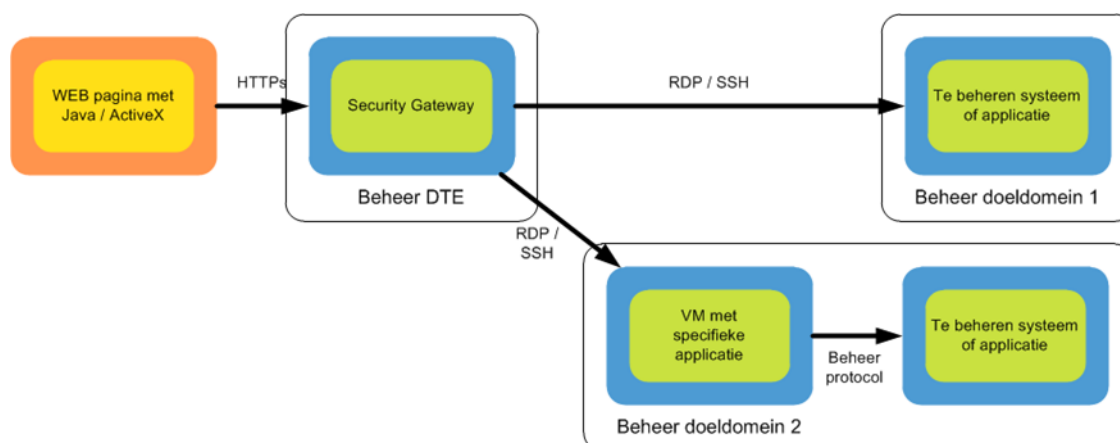 WEB pagina met
Java / ActiveX
HTTPs
Security Gateway
Beheer DTE
RDP / SSH
Te beheren systeem
of applicatie
Beheer doeldomein 1
RDP /
SSH
VM met
specifieke
applicatie
Beheer
protocol
Te beheren systeem
of applicatie
Beheer doeldomein 2